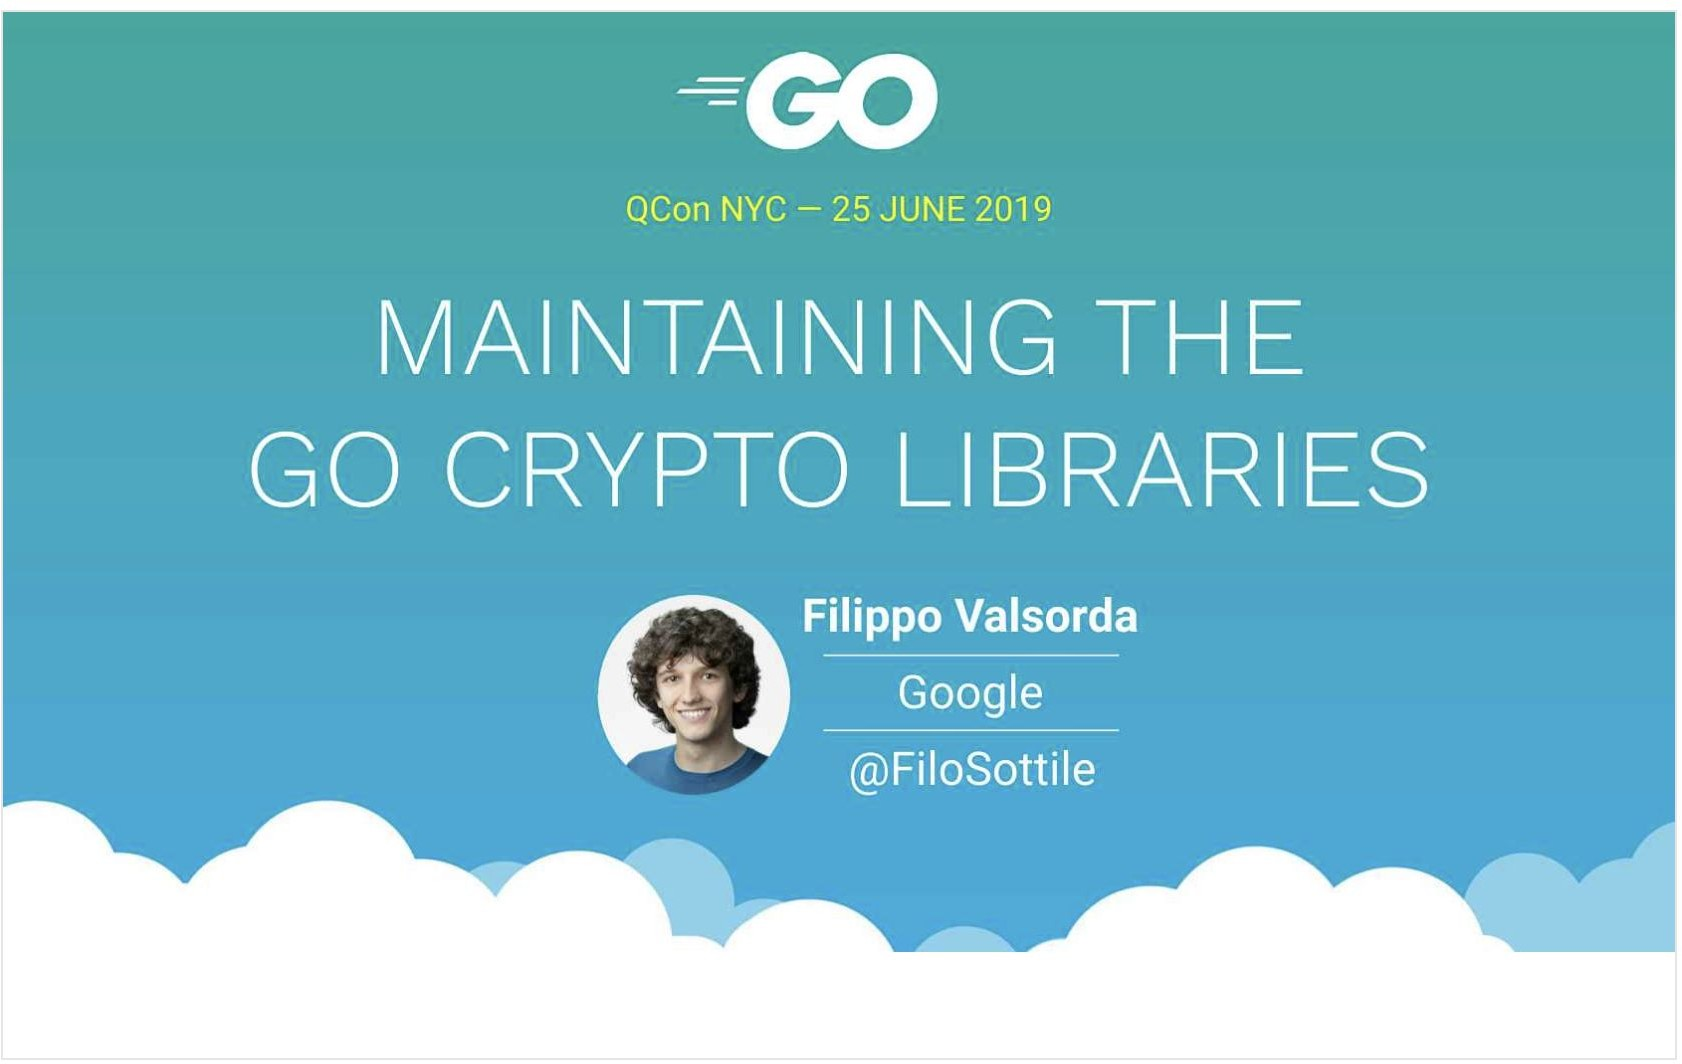 GO
QCon NYC — 25 JUNE 2019
MAINTAINING THE
GO CRYPTO LIBRARIES
Filippo Valsorda
Google
@FiloSottile